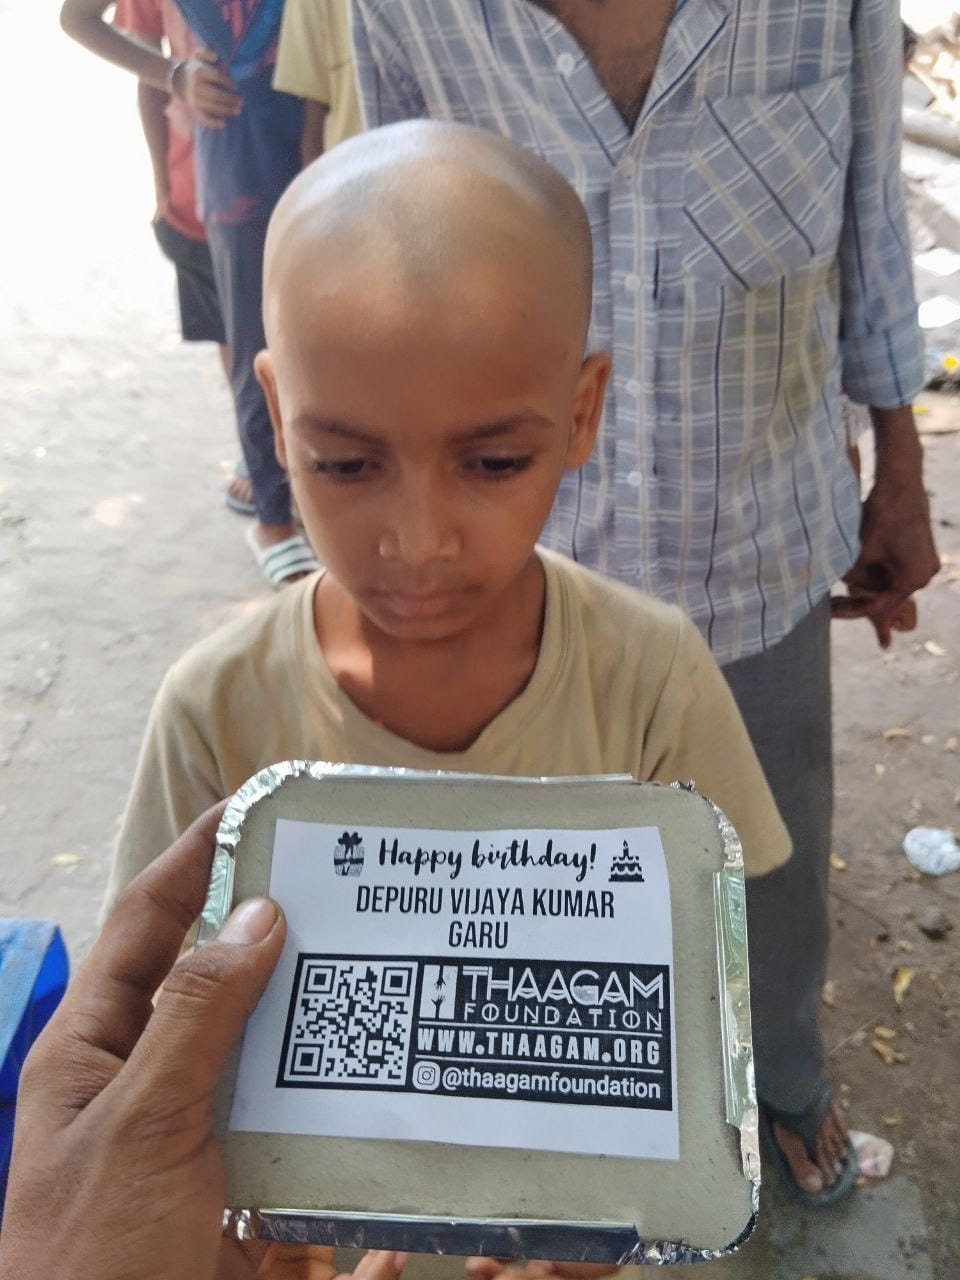 Happy birthday!
DEPURU VIJAYA KUMAR
GARU
THAAGAM
FOUNDATION
WWW.THAAGAM.ORG
@thaagamfoundation